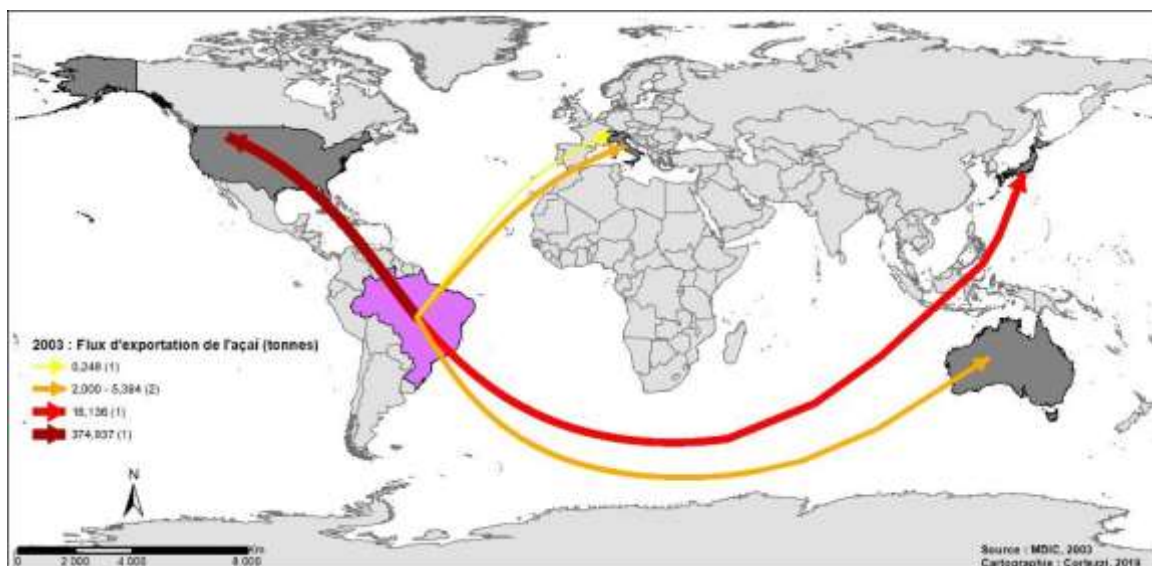 2003 : Flux d'exportation de l'açaí (tonnes)
0,248 (1)
2,000 - 5,384 (2)
18,136 (1)
374,937 (1)
N
Km
0 2 000 4 000 8 000
Source : MDIC, 2003
Cartographie : Cortezzi, 2019